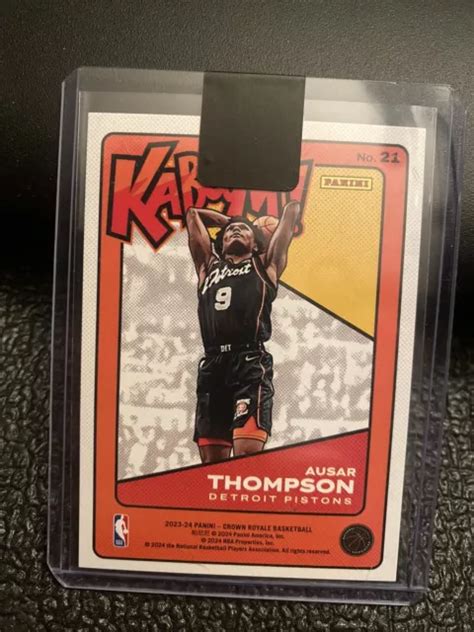 No. 21
KABOOM!
PANINI
Detroit
9
DET
AUSAR
THOMPSON
DETROIT PISTONS
2023-24 PANINI – CROWN ROYALE BASKETBALL
© 2024 Panini America, Inc.
© 2024 NBA Properties, Inc.
© 2024 the National Basketball Players Association. All rights reserved.